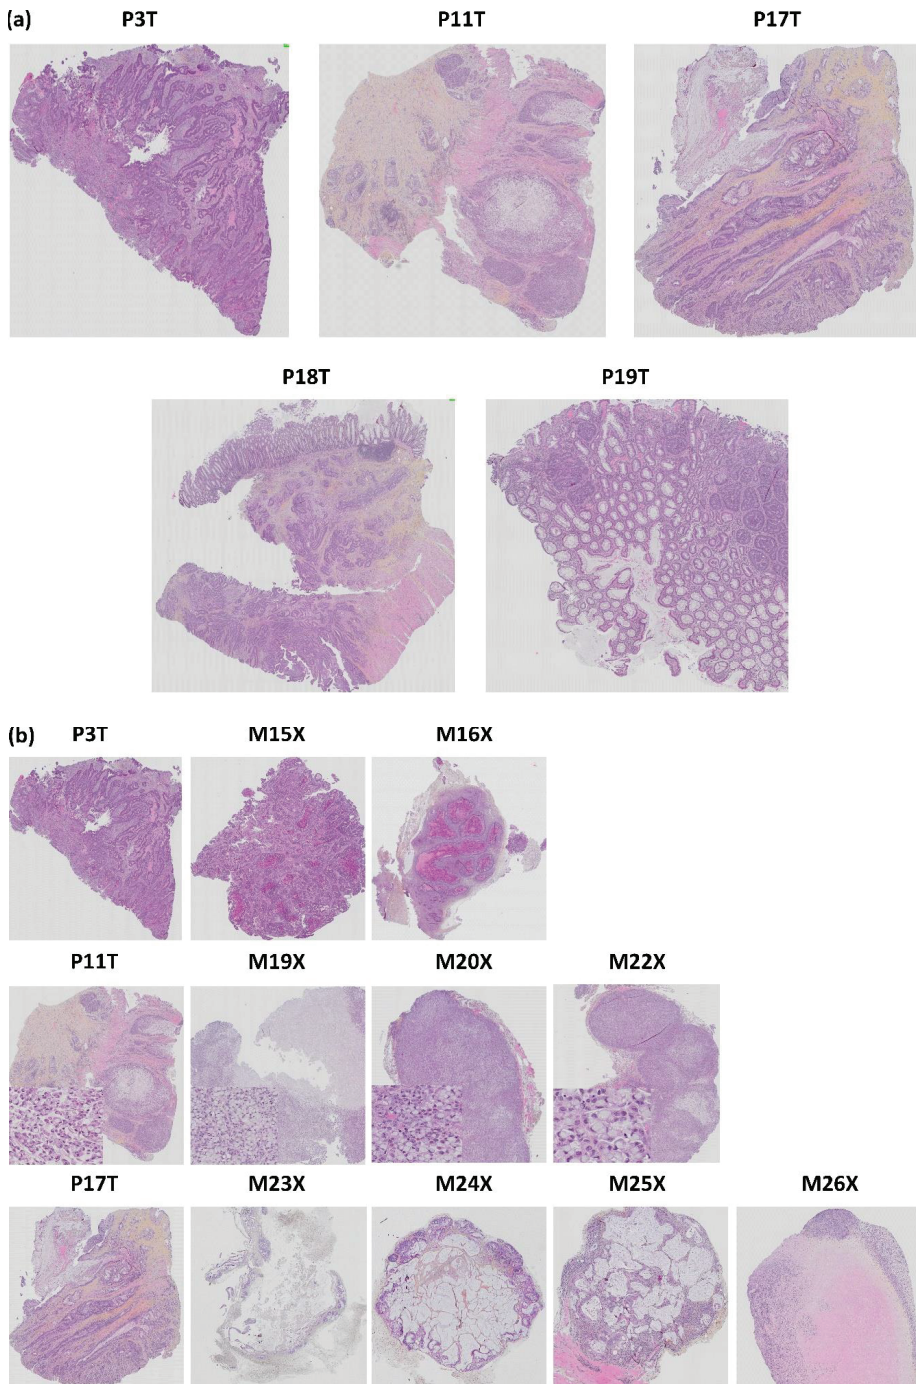 (a) P3T P11T P17T
P18T P19T
(b) P3T M15X M16X
P11T M19X M20X M22X
P17T M23X M24X M25X M26X